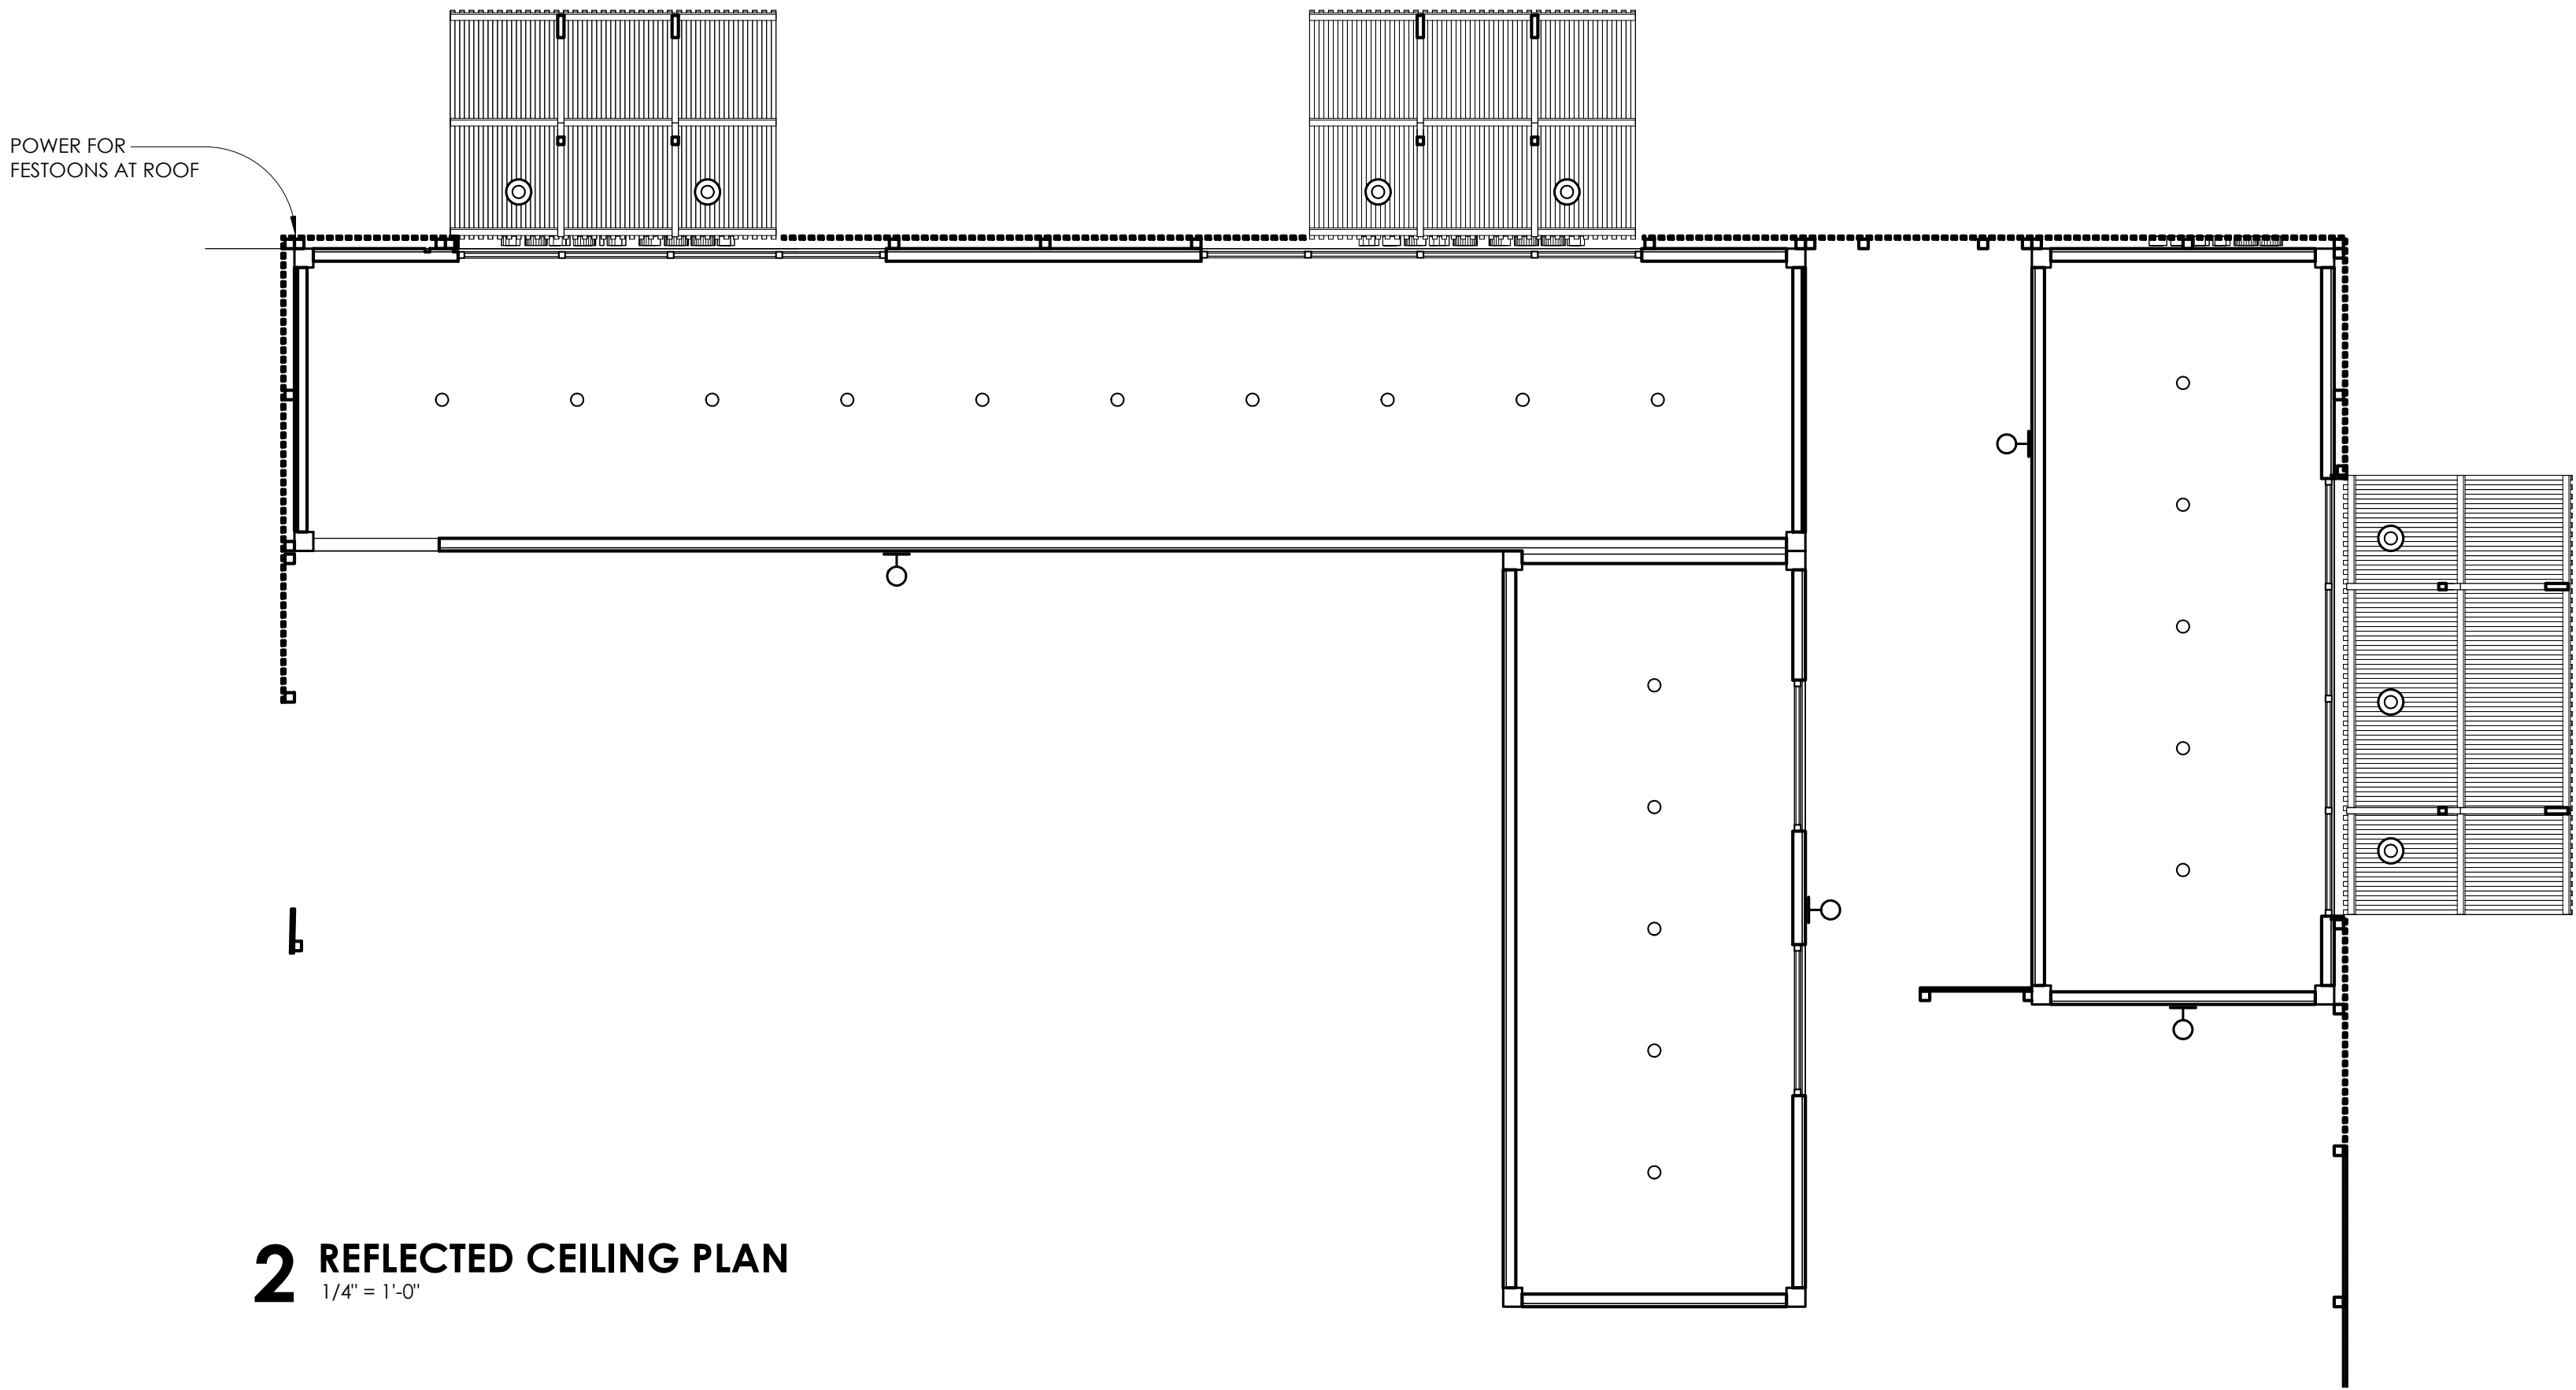 POWER FOR
FESTOONS AT ROOF
2 REFLECTED CEILING PLAN
1/4" = 1'-0"